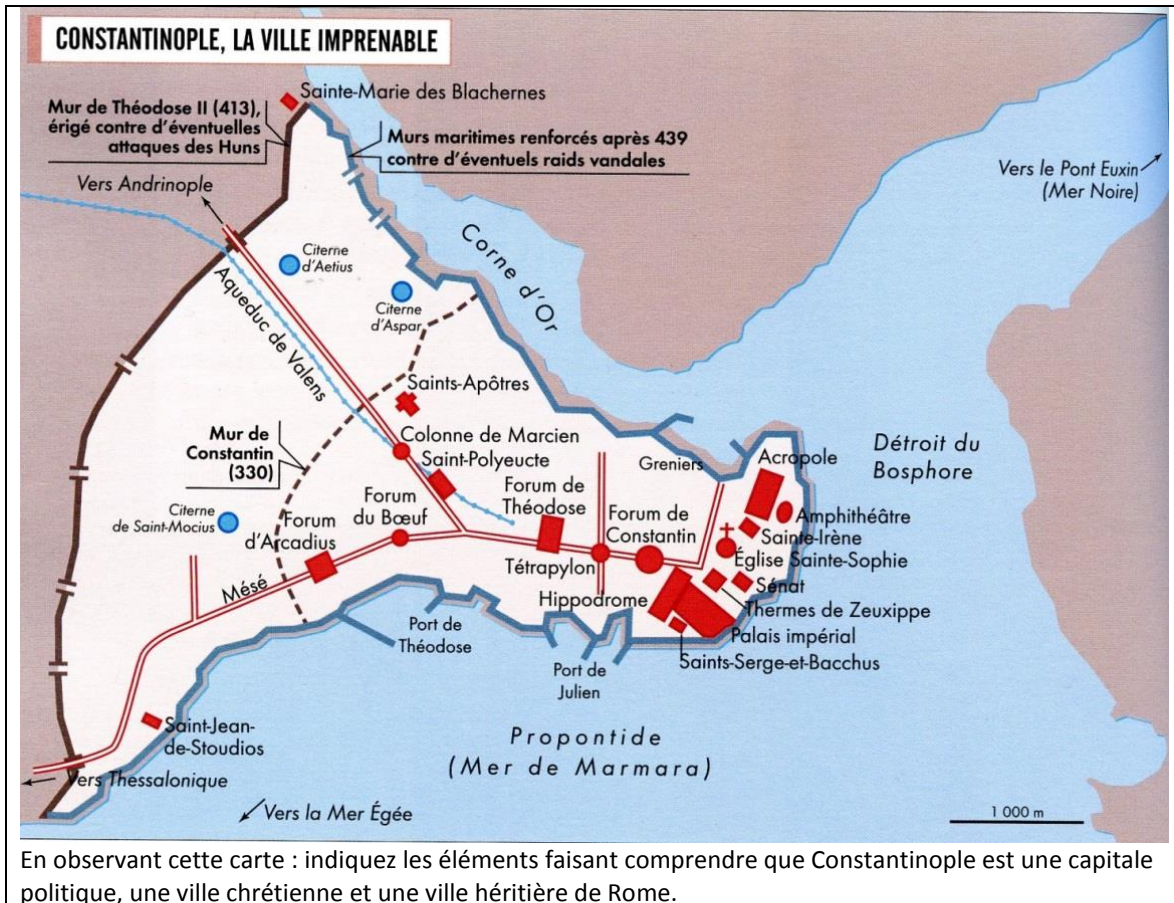 CONSTANTINOPLE, LA VILLE IMPRENABLE
Sainte-Marie des Blachernes
Mur de Théodose II (413),
érigé contre d'éventuelles
attaques des Huns
Murs maritimes renforcés après 439
contre d'éventuels raids vandales
Vers Andrinople
Vers le Pont Euxin
(Mer Noire)
Corne d'Or
Citerne
d'Aetius
Citerne
d'Aspar
Aqueduc de Valens
Saints-Apôtres
Mur de
Constantin
(330)
Colonne de Marcien
Saint-Polyeucte
Greniers
Acropole
Détroit du
Bosphore
Citerne
de Saint-Mocius
Forum
d'Arcadius
Forum
du Bœuf
Forum de
Théodose
Forum de
Constantin
Amphithéâtre
Sainte-Irène
Église Sainte-Sophie
Tétrapylon
Sénat
Mésé
Hippodrome
Thermes de Zeuxippe
Palais impérial
Saints-Serge-et-Bacchus
Port de
Théodose
Port de
Julien
Saint-Jean-
de-Stoudios
Propontide
(Mer de Marmara)
Vers Thessalonique
Vers la Mer Égée
1 000 m
En observant cette carte : indiquez les éléments faisant comprendre que Constantinople est une capitale
politique, une ville chrétienne et une ville héritière de Rome.